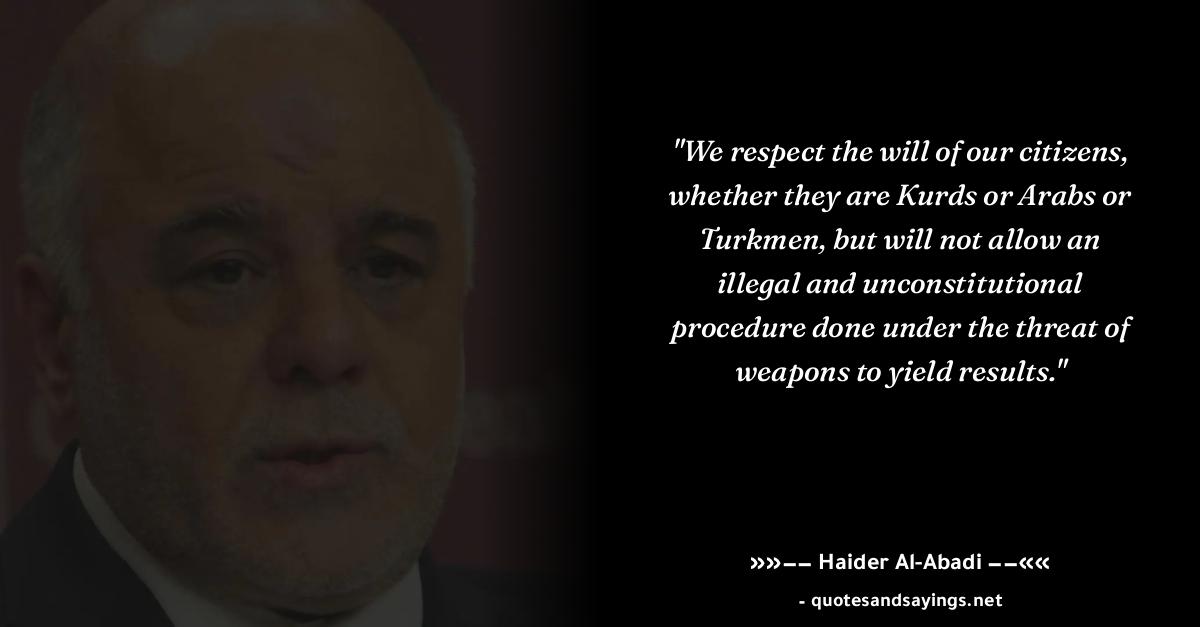 "We respect the will of our citizens,
whether they are Kurds or Arabs or
Turkmen, but will not allow an
illegal and unconstitutional
procedure done under the threat of
weapons to yield results."
»»–– Haider Al-Abadi ––««
- quotesandsayings.net